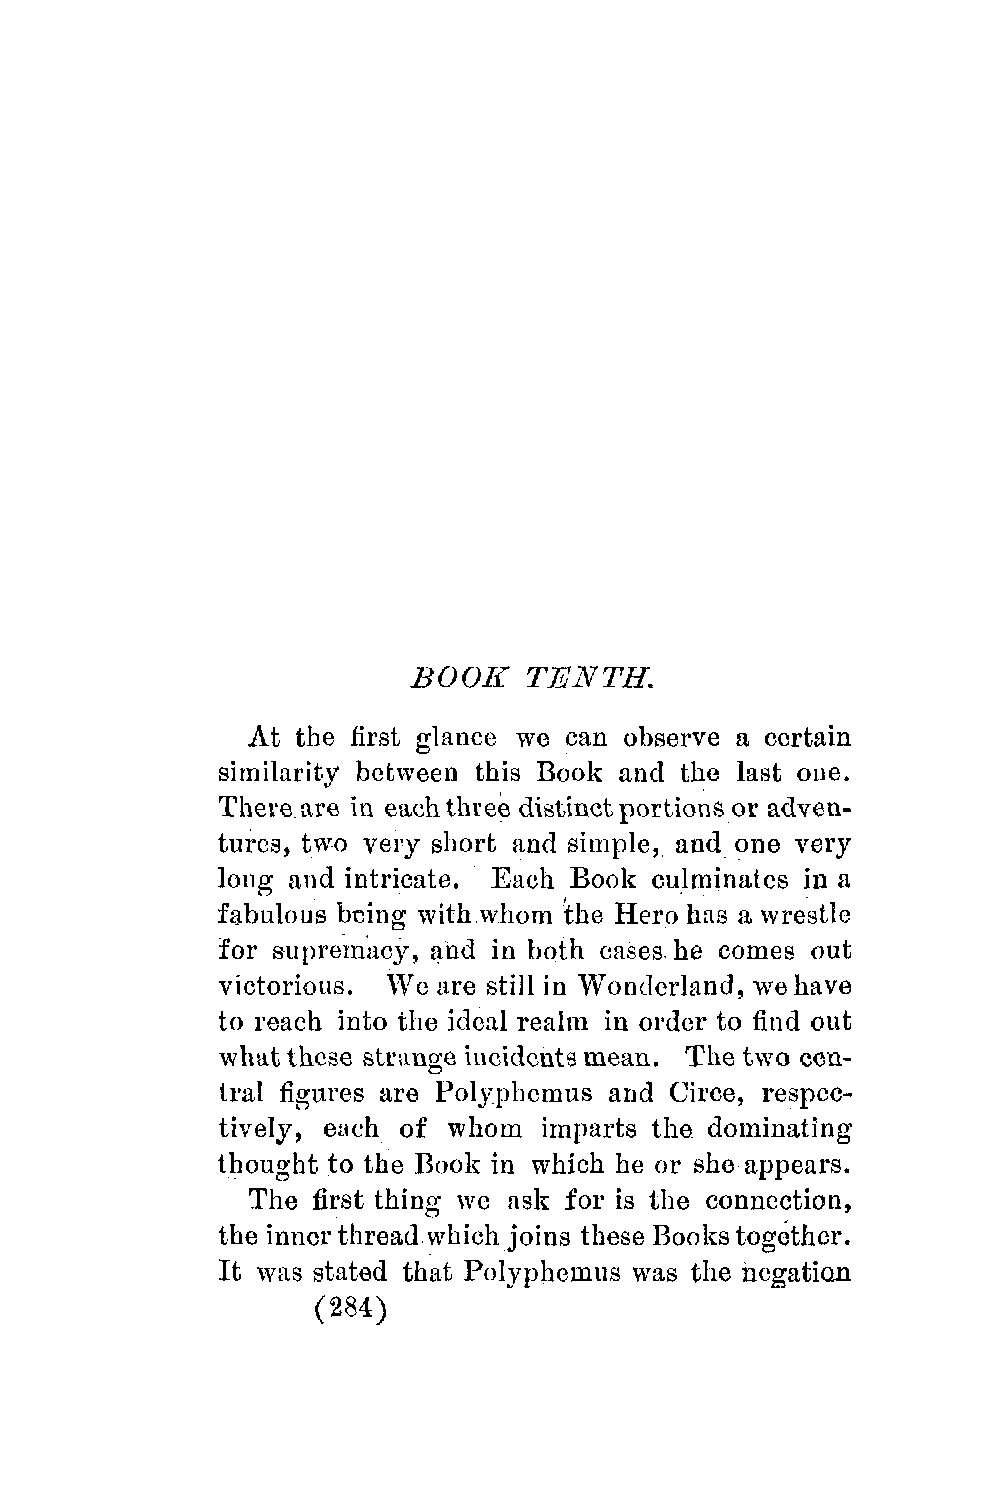 BOOK TENTH.
At the first glance we can observe a certain
similarity between this Book and the last one.
There are in each three distinct portions or adven-
tures, two very short and simple, and one very
long and intricate. Each Book culminates in a
fabulous being with whom the Hero has a wrestle
for supremacy, and in both cases he comes out
victorious. We are still in Wonderland, we have
to reach into the ideal realm in order to find out
what these strange incidents mean. The two cen-
tral figures are Polyphemus and Circe, respec-
tively, each of whom imparts the dominating
thought to the Book in which he or she appears.
The first thing we ask for is the connection,
the inner thread which joins these Books together.
It was stated that Polyphemus was the negation
(284)